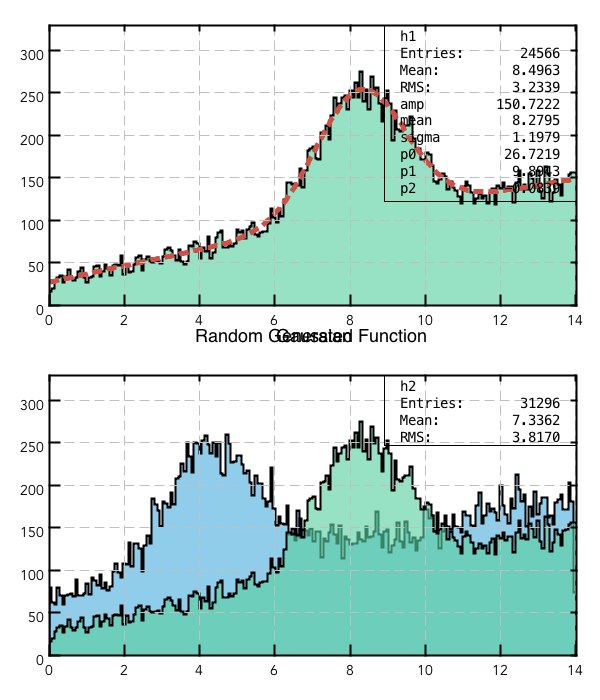 h1
Entries: 24566
Mean: 8.4963
RMS: 3.2339
amp 150.7222
mean 8.2795
sigma 1.1979
p0 26.7219
p1
p2
300
250
200
150
100
50
0
0 2 4 6 8 10 12 14
Random Function
h2
Entries: 31296
Mean: 7.3362
RMS: 3.8170
300
250
200
150
100
50
0
0 2 4 6 8 10 12 14